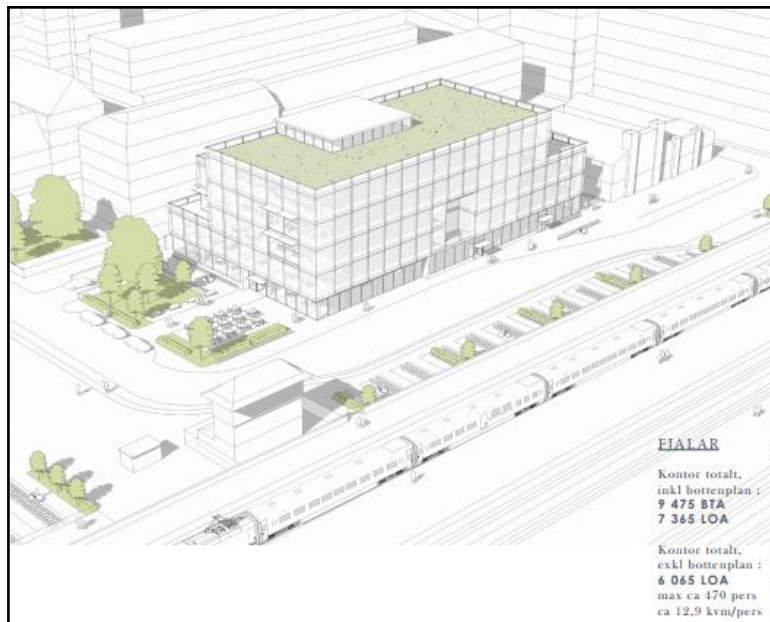 FJALAR
Kontor totalt,
inkl bottenplan :
9 475 BTA
7 365 LOA
Kontor totalt,
exkl bottenplan :
6 065 LOA
max ca 470 pers
ca 12,9 kvm/pers